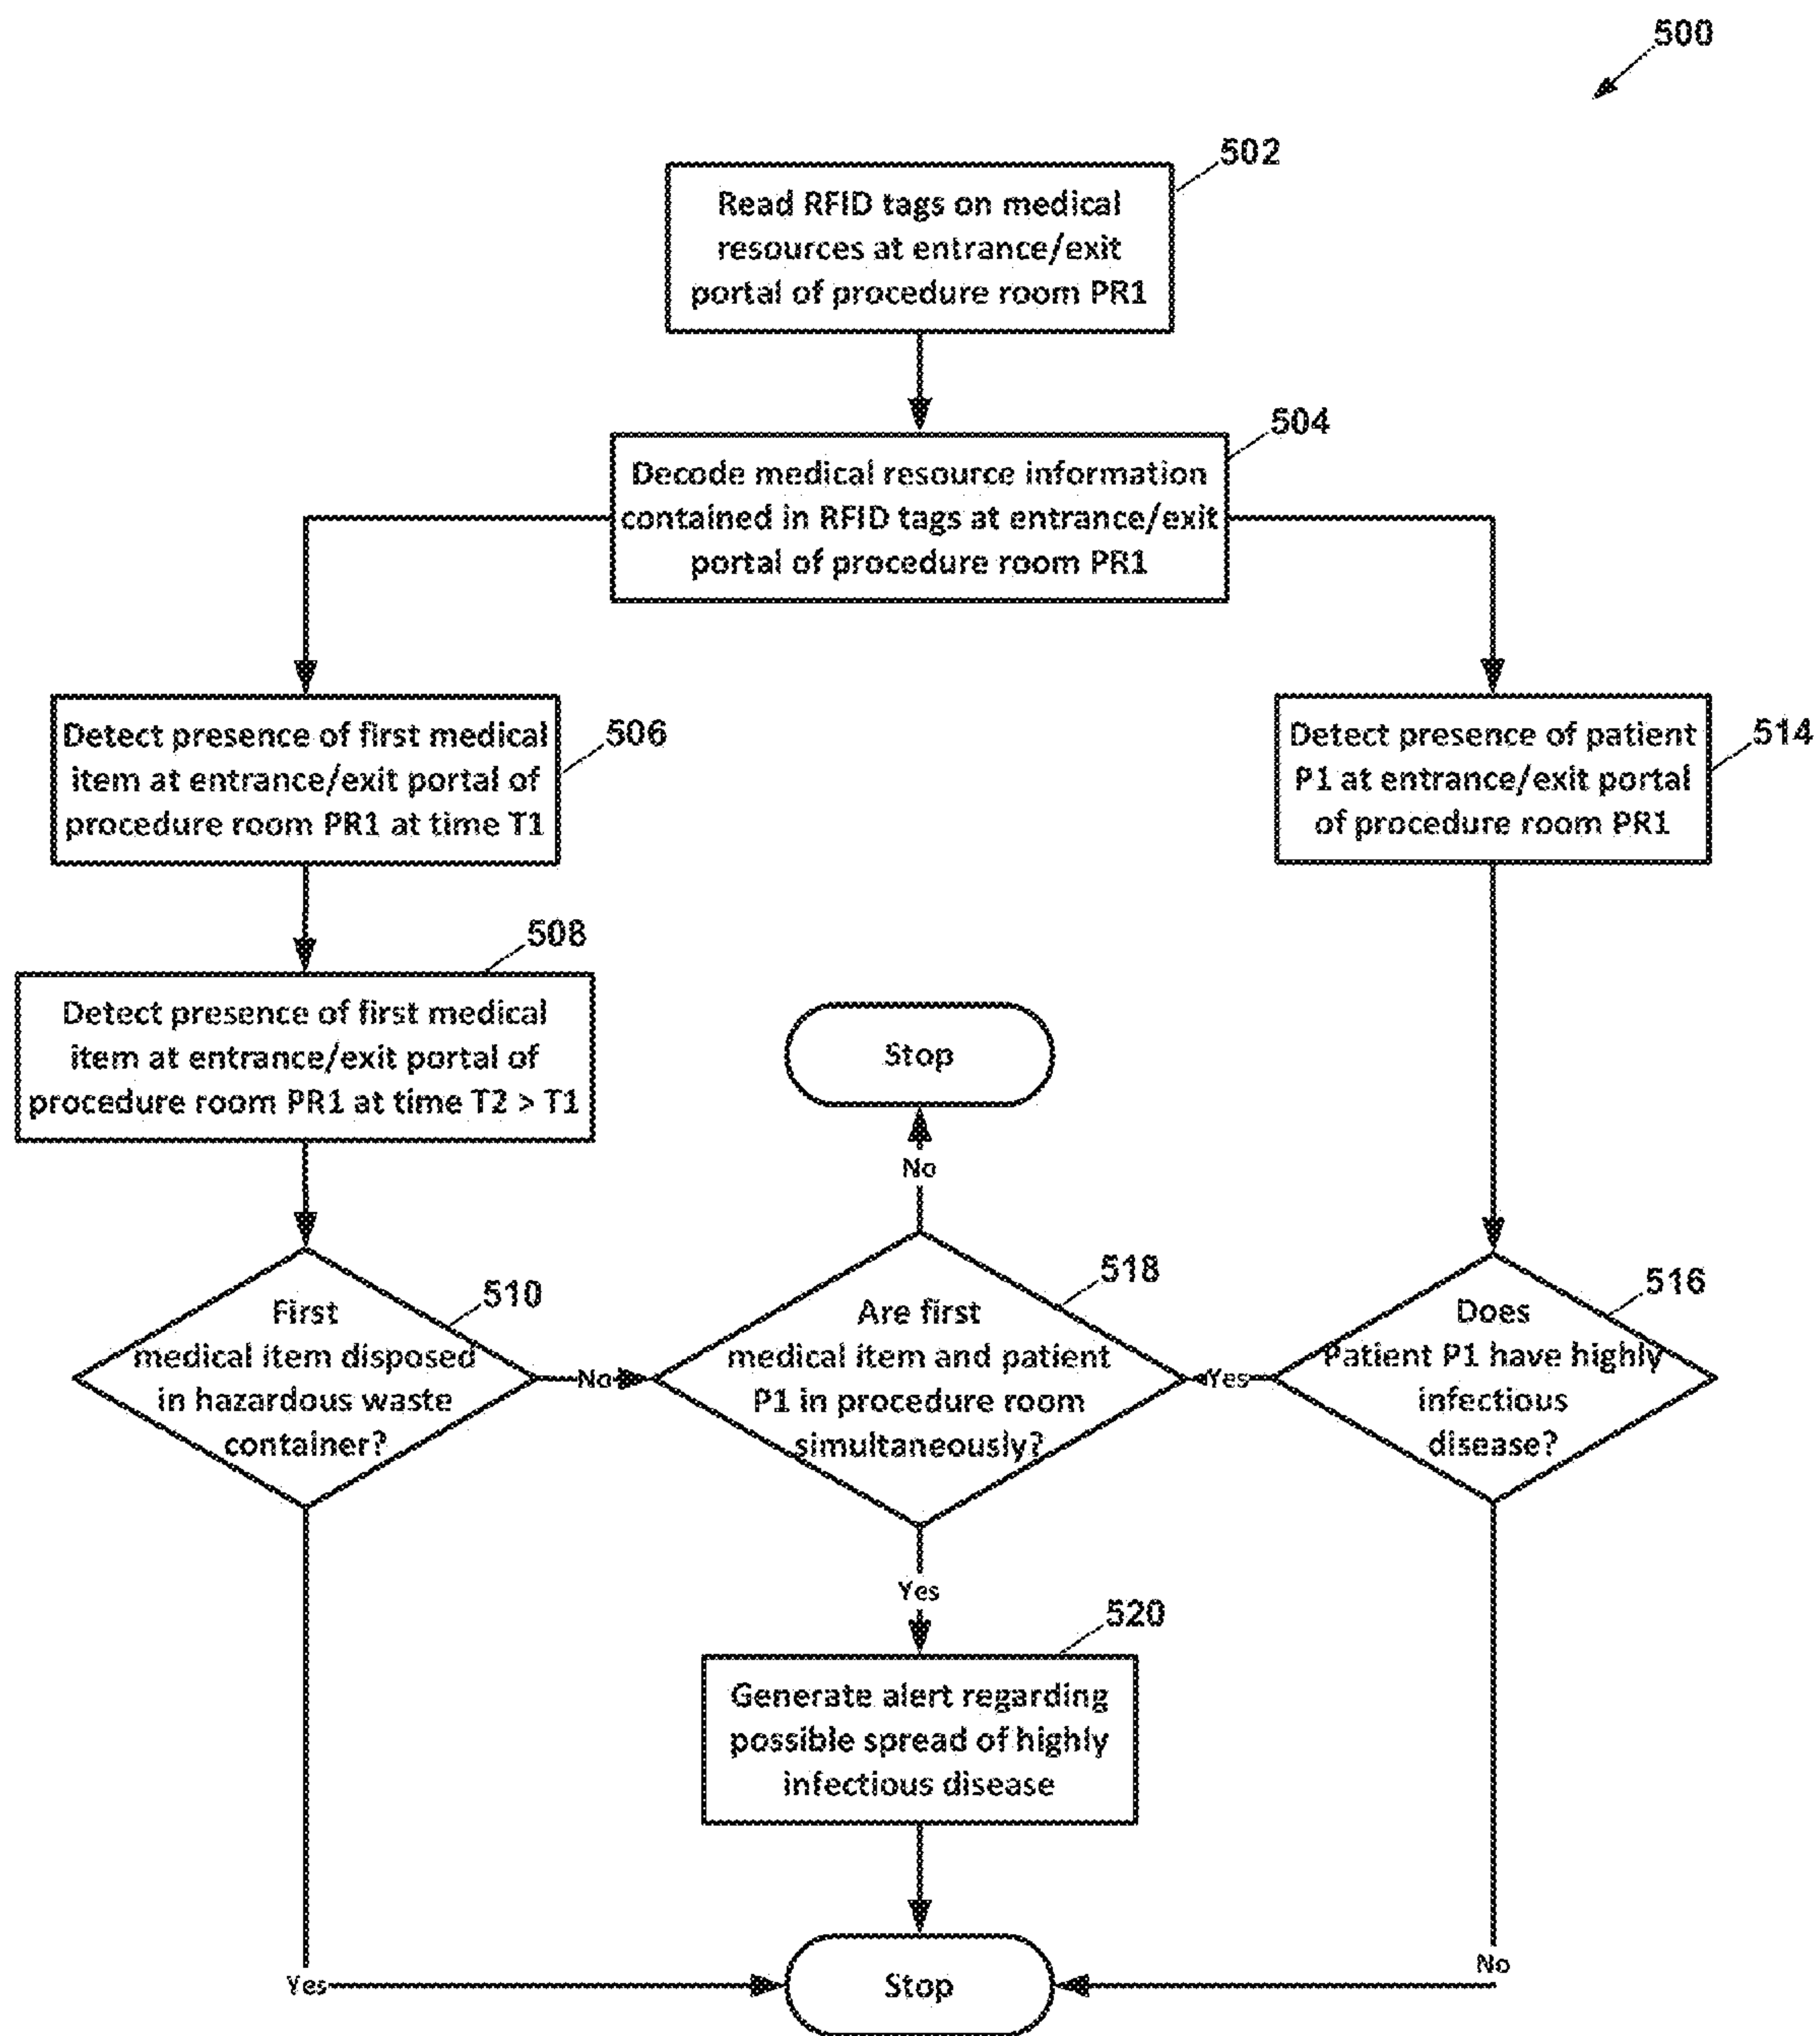 500
502
Read RFID tags on medical
resources at entrance/exit
portal of procedure room PR1
504
Decode medical resource information
contained in RFID tags at entrance/exit
portal of procedure room PR1
506
Detect presence of first medical
item at entrance/exit portal of
procedure room PR1 at time T1
514
Detect presence of patient
P1 at entrance/exit portal
of procedure room PR1
508
Detect presence of first medical
item at entrance/exit portal of
procedure room PR1 at time T2 > T1
Stop
No
510
First
medical item disposed
in hazardous waste
container?
No
518
Are first
medical item and patient
P1 in procedure room
simultaneously?
Yes
516
Does
Patient P1 have highly
infectious
disease?
Yes
520
Generate alert regarding
possible spread of highly
infectious disease
Yes
Stop
No